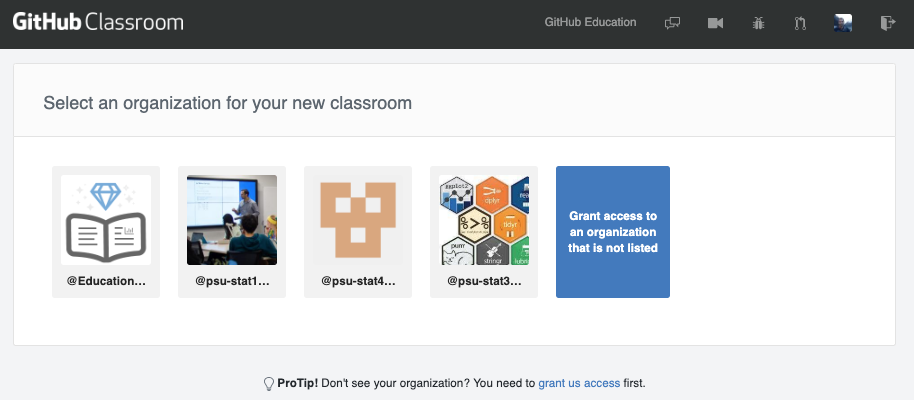 GitHub Classroom
GitHub Education
Select an organization for your new classroom
ggplot2
dplyr
tidyr
purrr
stringr
@Education...
@psu-stat1...
@psu-stat4...
@psu-stat3...
Grant access to
an organization
that is not listed
ProTip! Don't see your organization? You need to grant us access first.